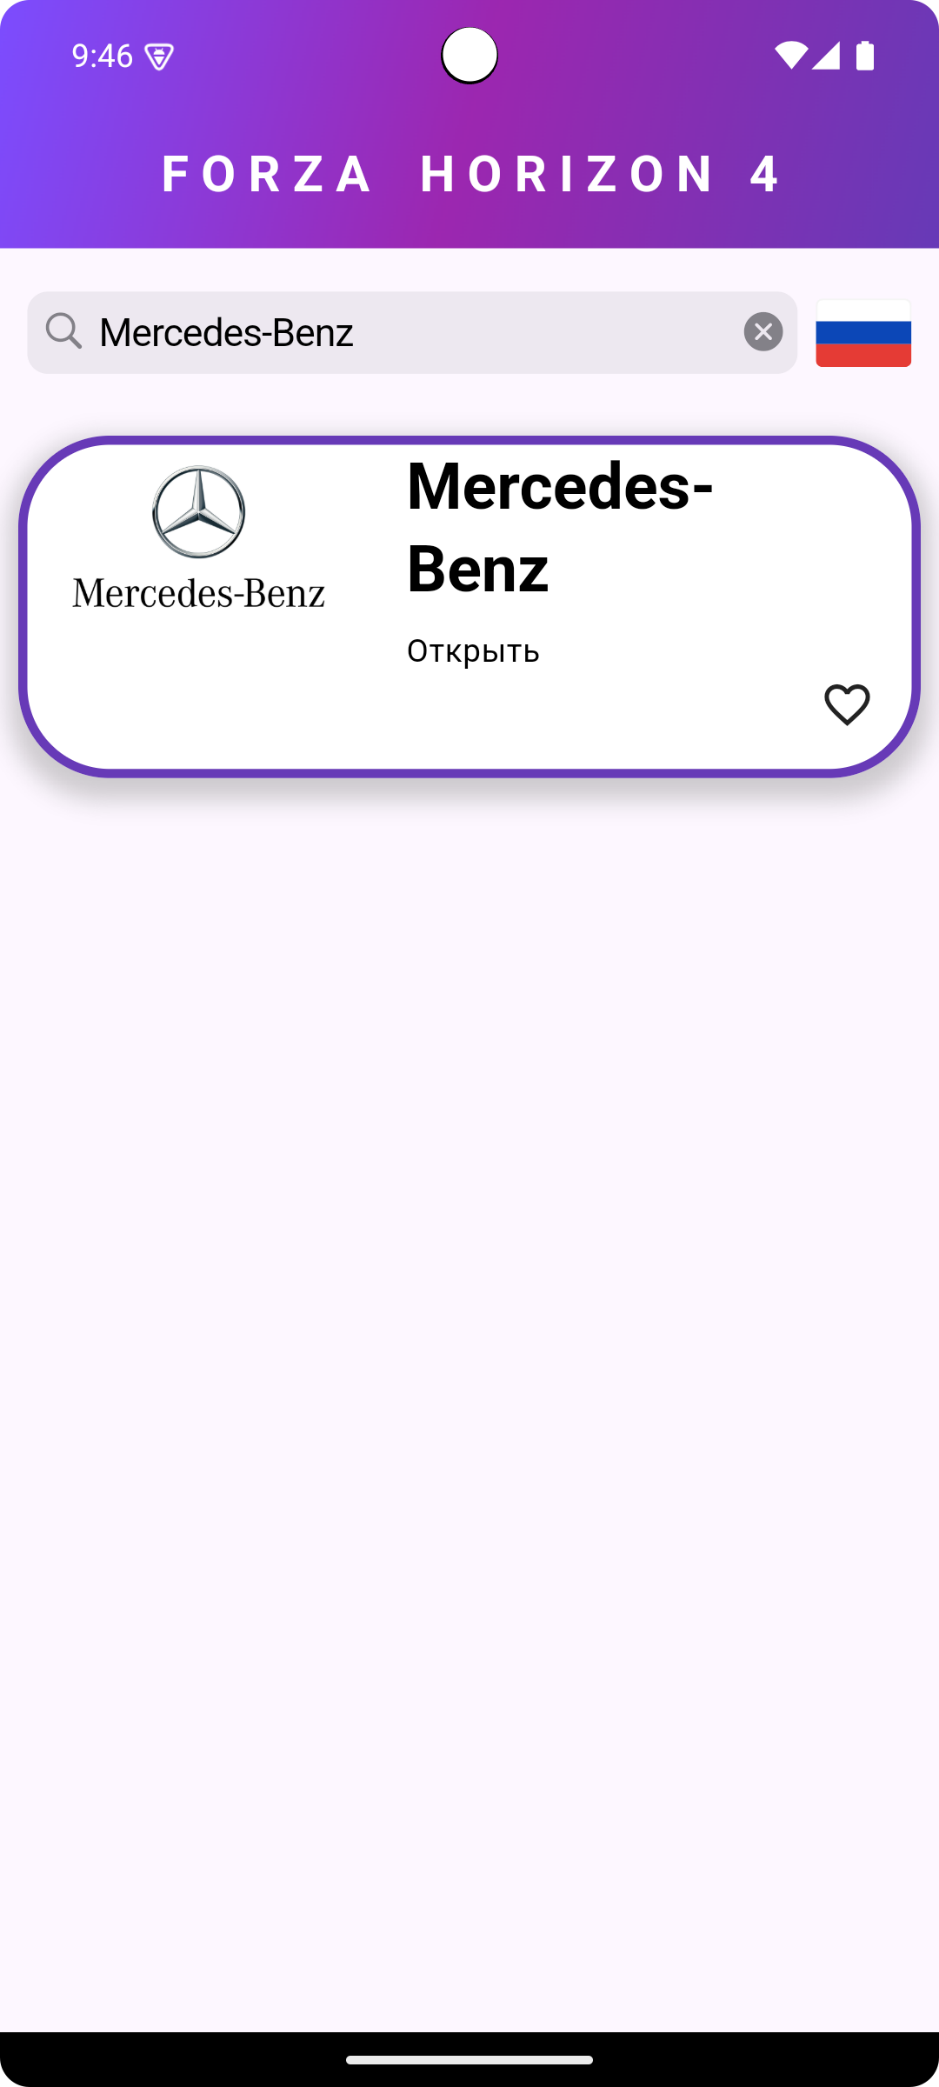 9:46
FORZA HORIZON 4
Mercedes-Benz
Mercedes-Benz
Mercedes-
Benz
Открыть